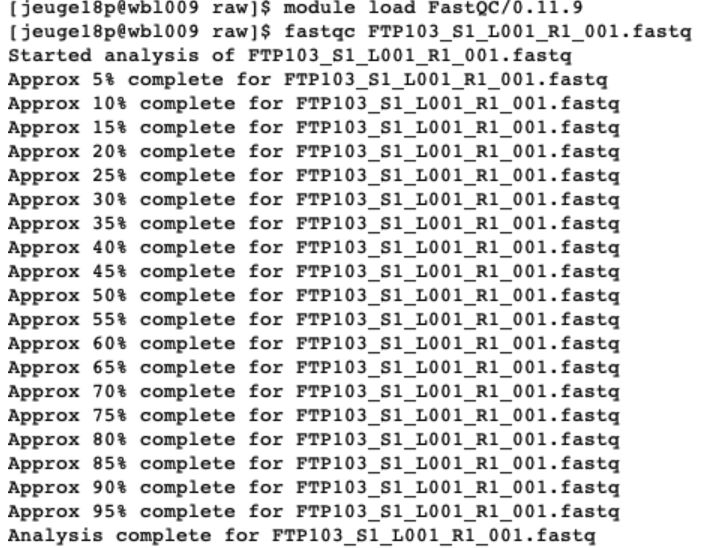 [jeuge18p@wbl009 raw]$ module load FastQC/0.11.9
[jeuge18p@wbl009 raw]$ fastqc FTP103_S1_L001_R1_001.fastq
Started analysis of FTP103_S1_L001_R1_001.fastq
Approx 5% complete for FTP103_S1_L001_R1_001.fastq
Approx 10% complete for FTP103_S1_L001_R1_001.fastq
Approx 15% complete for FTP103_S1_L001_R1_001.fastq
Approx 20% complete for FTP103_S1_L001_R1_001.fastq
Approx 25% complete for FTP103_S1_L001_R1_001.fastq
Approx 30% complete for FTP103_S1_L001_R1_001.fastq
Approx 35% complete for FTP103_S1_L001_R1_001.fastq
Approx 40% complete for FTP103_S1_L001_R1_001.fastq
Approx 45% complete for FTP103_S1_L001_R1_001.fastq
Approx 50% complete for FTP103_S1_L001_R1_001.fastq
Approx 55% complete for FTP103_S1_L001_R1_001.fastq
Approx 60% complete for FTP103_S1_L001_R1_001.fastq
Approx 65% complete for FTP103_S1_L001_R1_001.fastq
Approx 70% complete for FTP103_S1_L001_R1_001.fastq
Approx 75% complete for FTP103_S1_L001_R1_001.fastq
Approx 80% complete for FTP103_S1_L001_R1_001.fastq
Approx 85% complete for FTP103_S1_L001_R1_001.fastq
Approx 90% complete for FTP103_S1_L001_R1_001.fastq
Approx 95% complete for FTP103_S1_L001_R1_001.fastq
Analysis complete for FTP103_S1_L001_R1_001.fastq